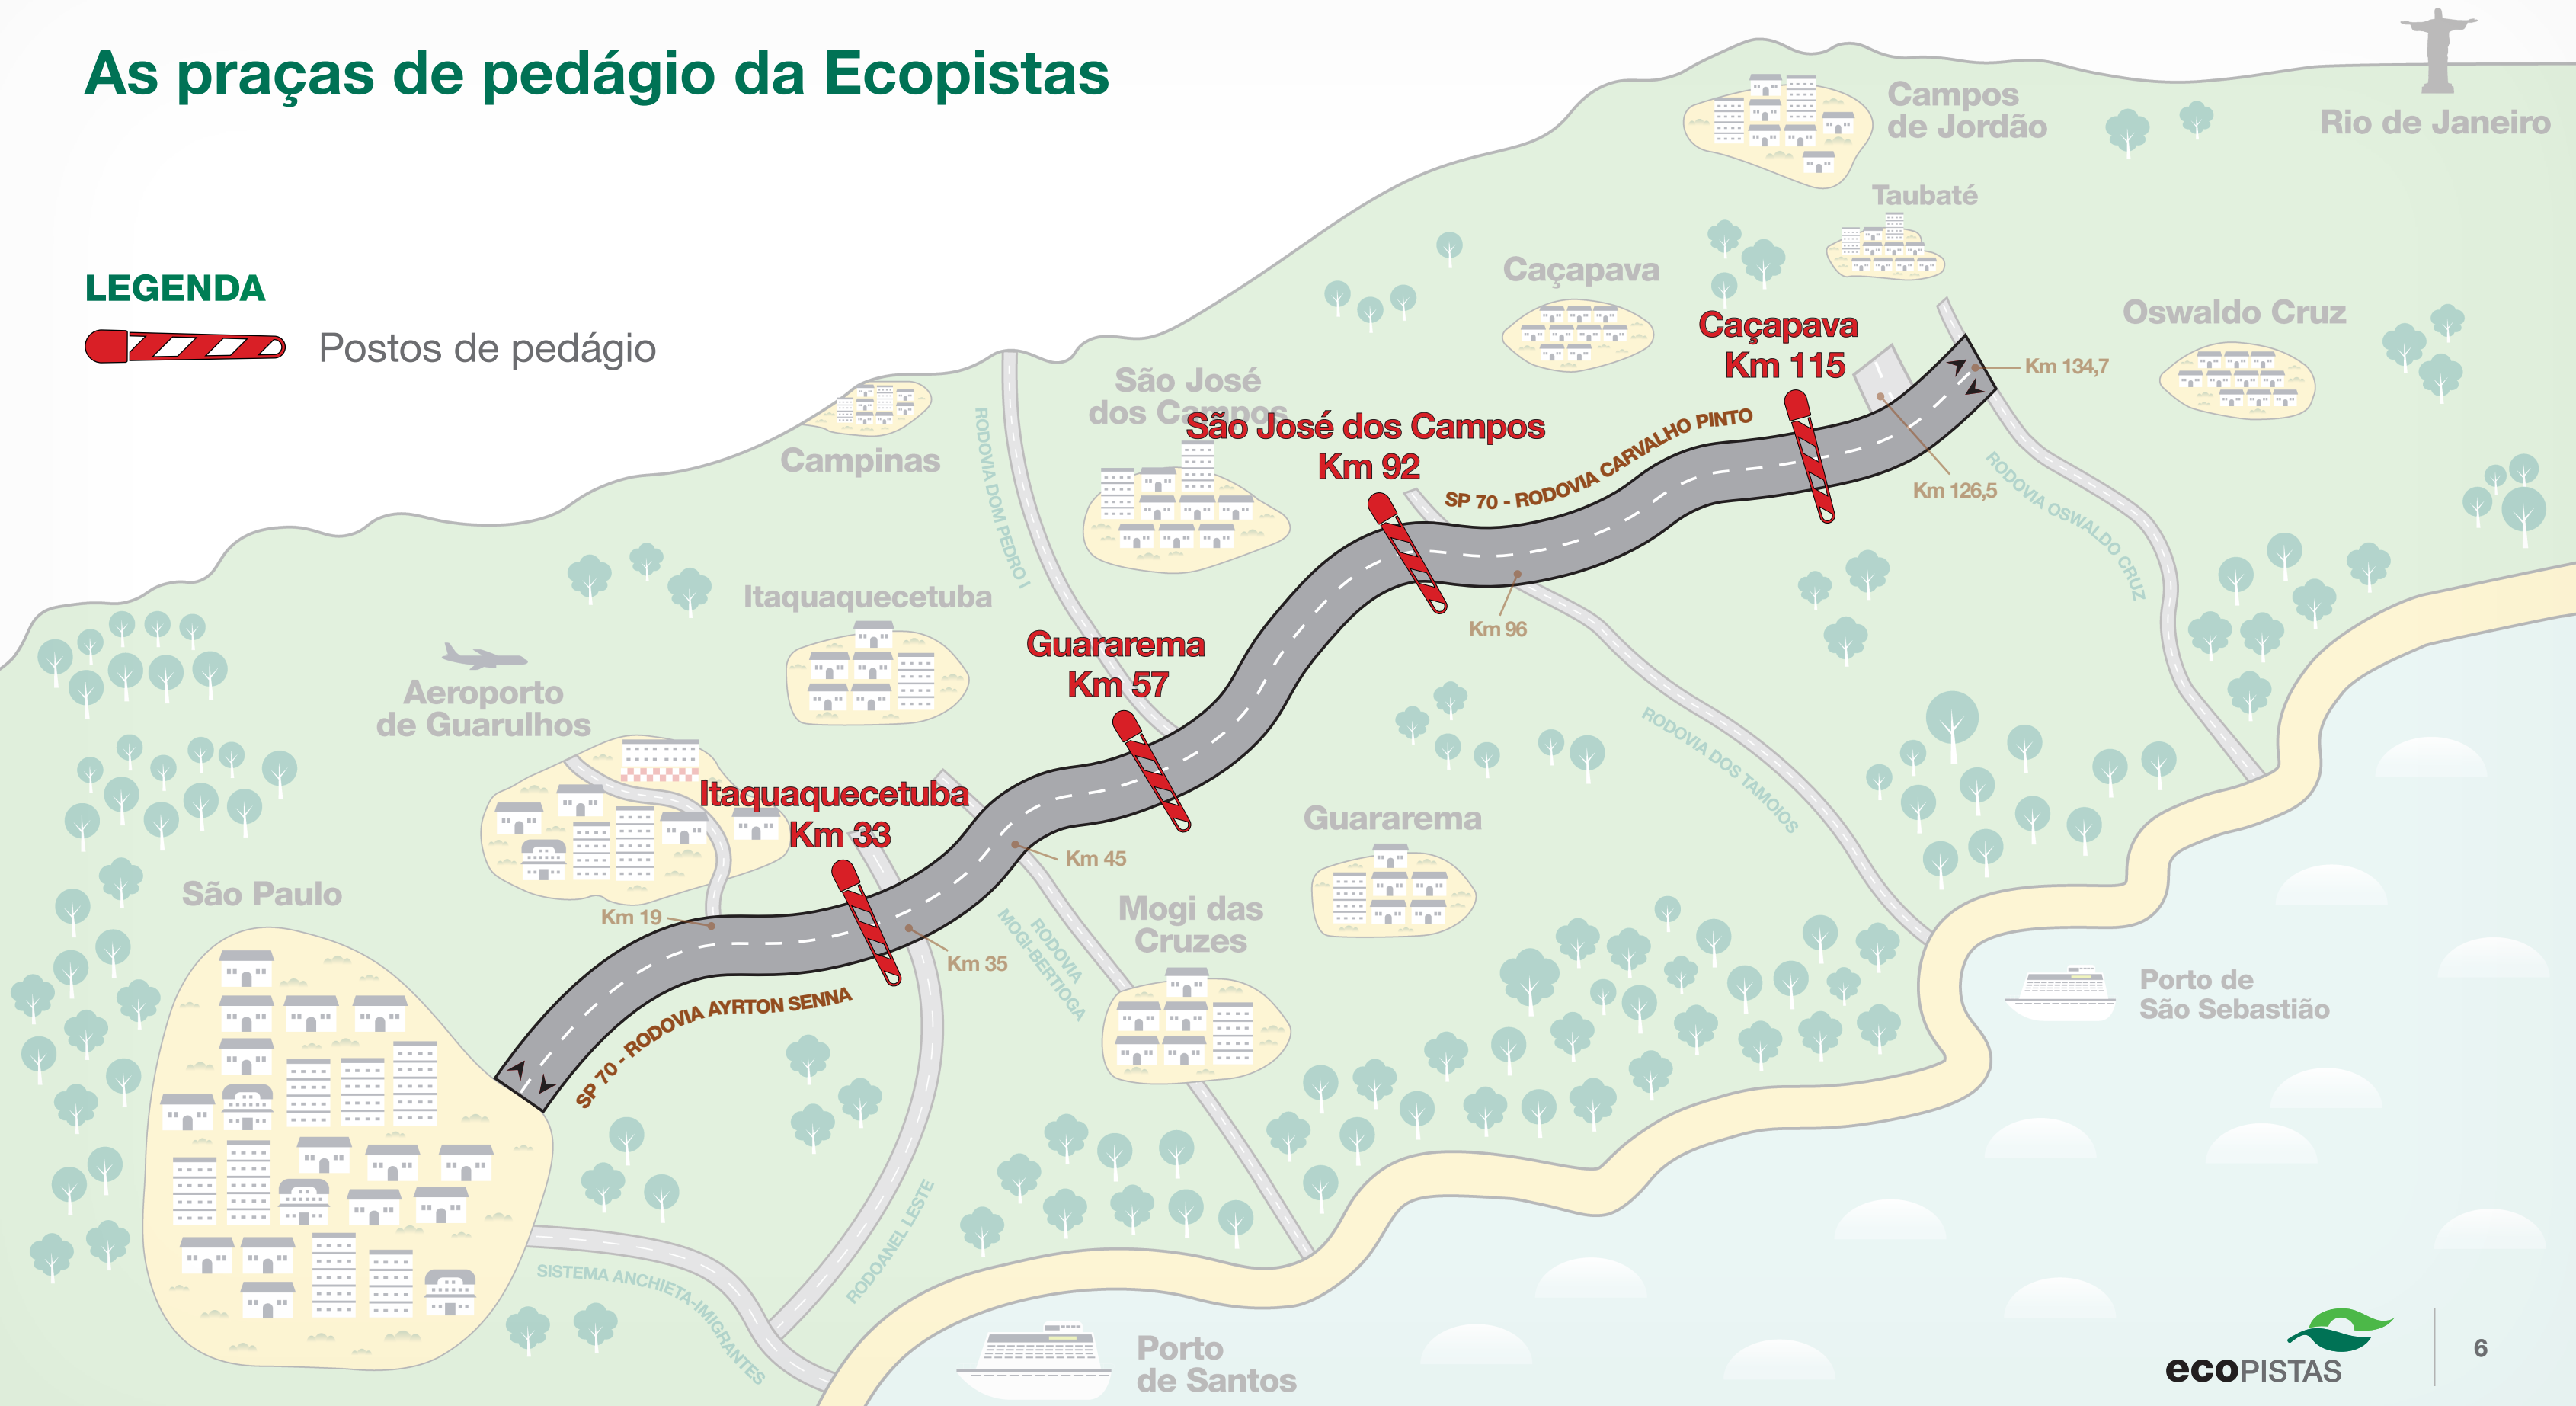 As praças de pedágio da Ecopistas
LEGENDA
Postos de pedágio
Campos
de Jordão
Rio de Janeiro
Taubaté
Caçapava
Oswaldo Cruz
Caçapava
Km 115
Km 134,7
Km 126,5
São José
dos Campos
São José dos Campos
Km 92
SP 70 - RODOVIA CARVALHO PINTO
RODOVIA OSWALDO CRUZ
Campinas
RODOVIA DOM PEDRO I
Km 96
Itaquaquecetuba
Guararema
Km 57
Aeroporto
de Guarulhos
RODOVIA DOS TAMOIOS
Itaquaquecetuba
Km 33
Guararema
Km 45
São Paulo
Km 19
Km 35
RODOVIA
MOGI-BERTIOGA
Mogi das
Cruzes
SP 70 - RODOVIA AYRTON SENNA
Porto de
São Sebastião
RODOANEL LESTE
SISTEMA ANCHIETA-IMIGRANTES
Porto
de Santos
ecoPISTAS
6